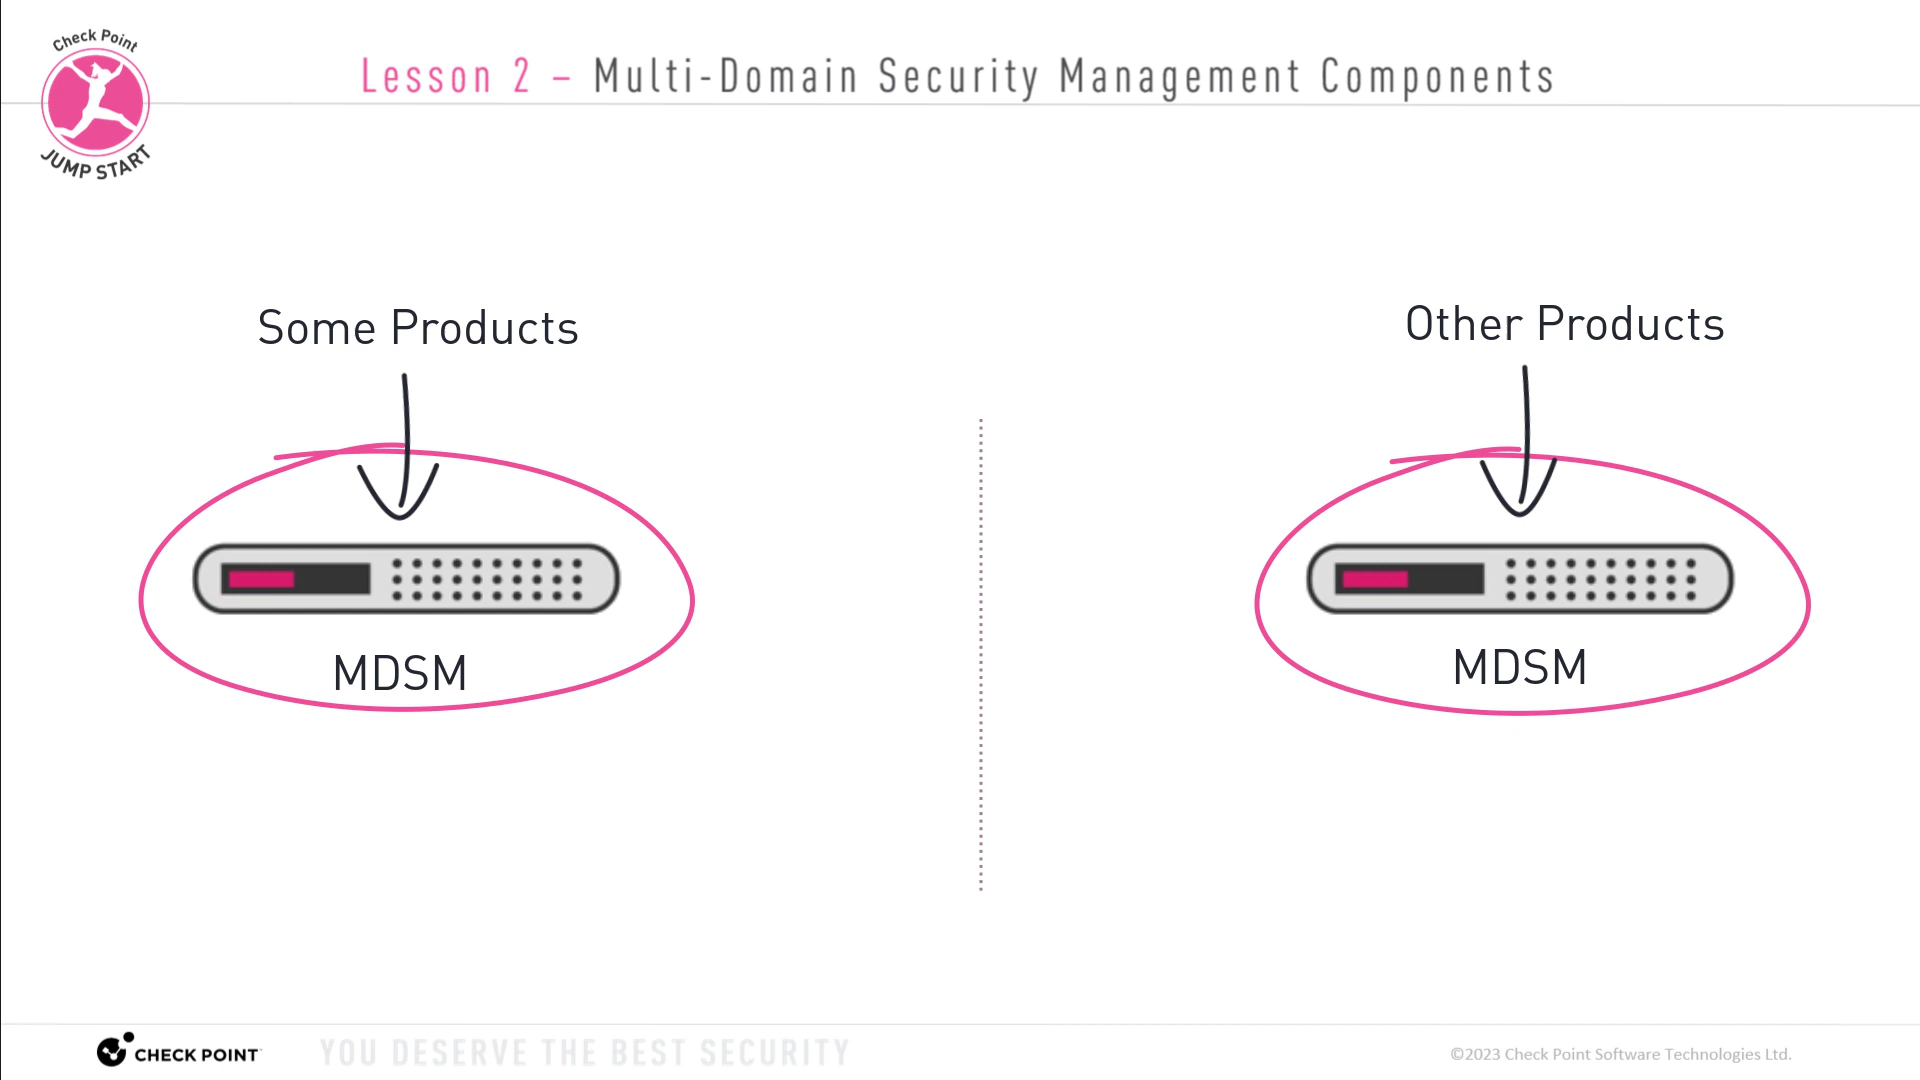 Check Point
JUMP START
Lesson 2 – Multi-Domain Security Management Components
Some Products
Other Products
MDSM
MDSM
CHECK POINT
YOU DESERVE THE BEST SECURITY
©2023 Check Point Software Technologies Ltd.